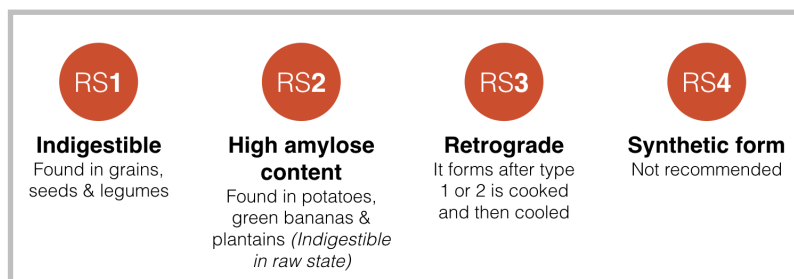 RS1
Indigestible
Found in grains,
seeds & legumes
RS2
High amylose
content
Found in potatoes,
green bananas &
plantains (Indigestible
in raw state)
RS3
Retrograde
It forms after type
1 or 2 is cooked
and then cooled
RS4
Synthetic form
Not recommended